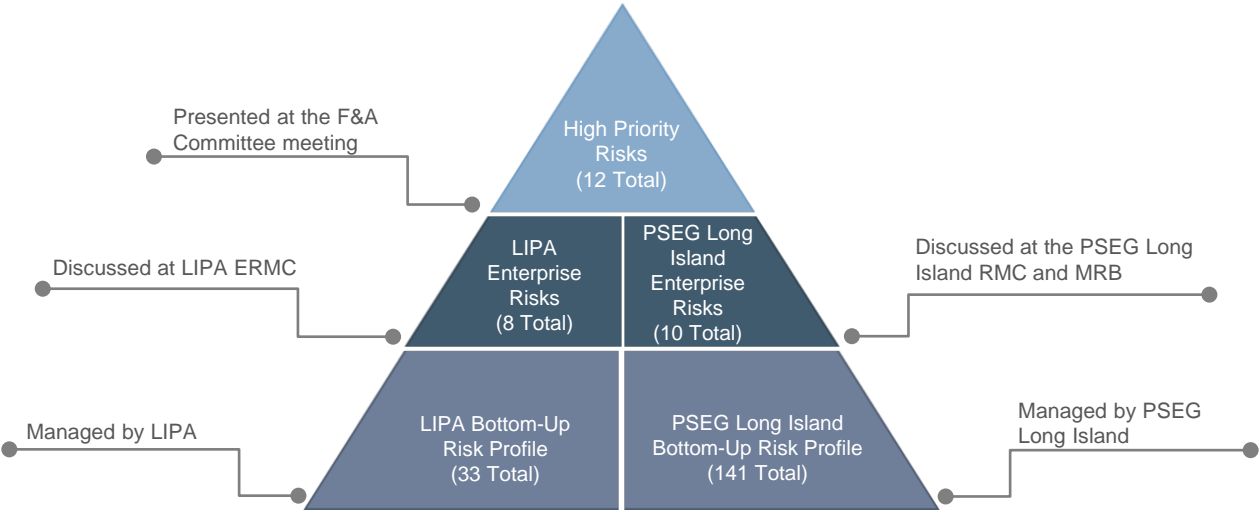 High Priority
Risks
(12 Total)
Presented at the F&A
Committee meeting
LIPA
Enterprise
Risks
(8 Total)
PSEG Long
Island
Enterprise
Risks
(10 Total)
Discussed at LIPA ERMC
Discussed at the PSEG Long
Island RMC and MRB
LIPA Bottom-Up
Risk Profile
(33 Total)
PSEG Long Island
Bottom-Up Risk Profile
(141 Total)
Managed by LIPA
Managed by PSEG
Long Island